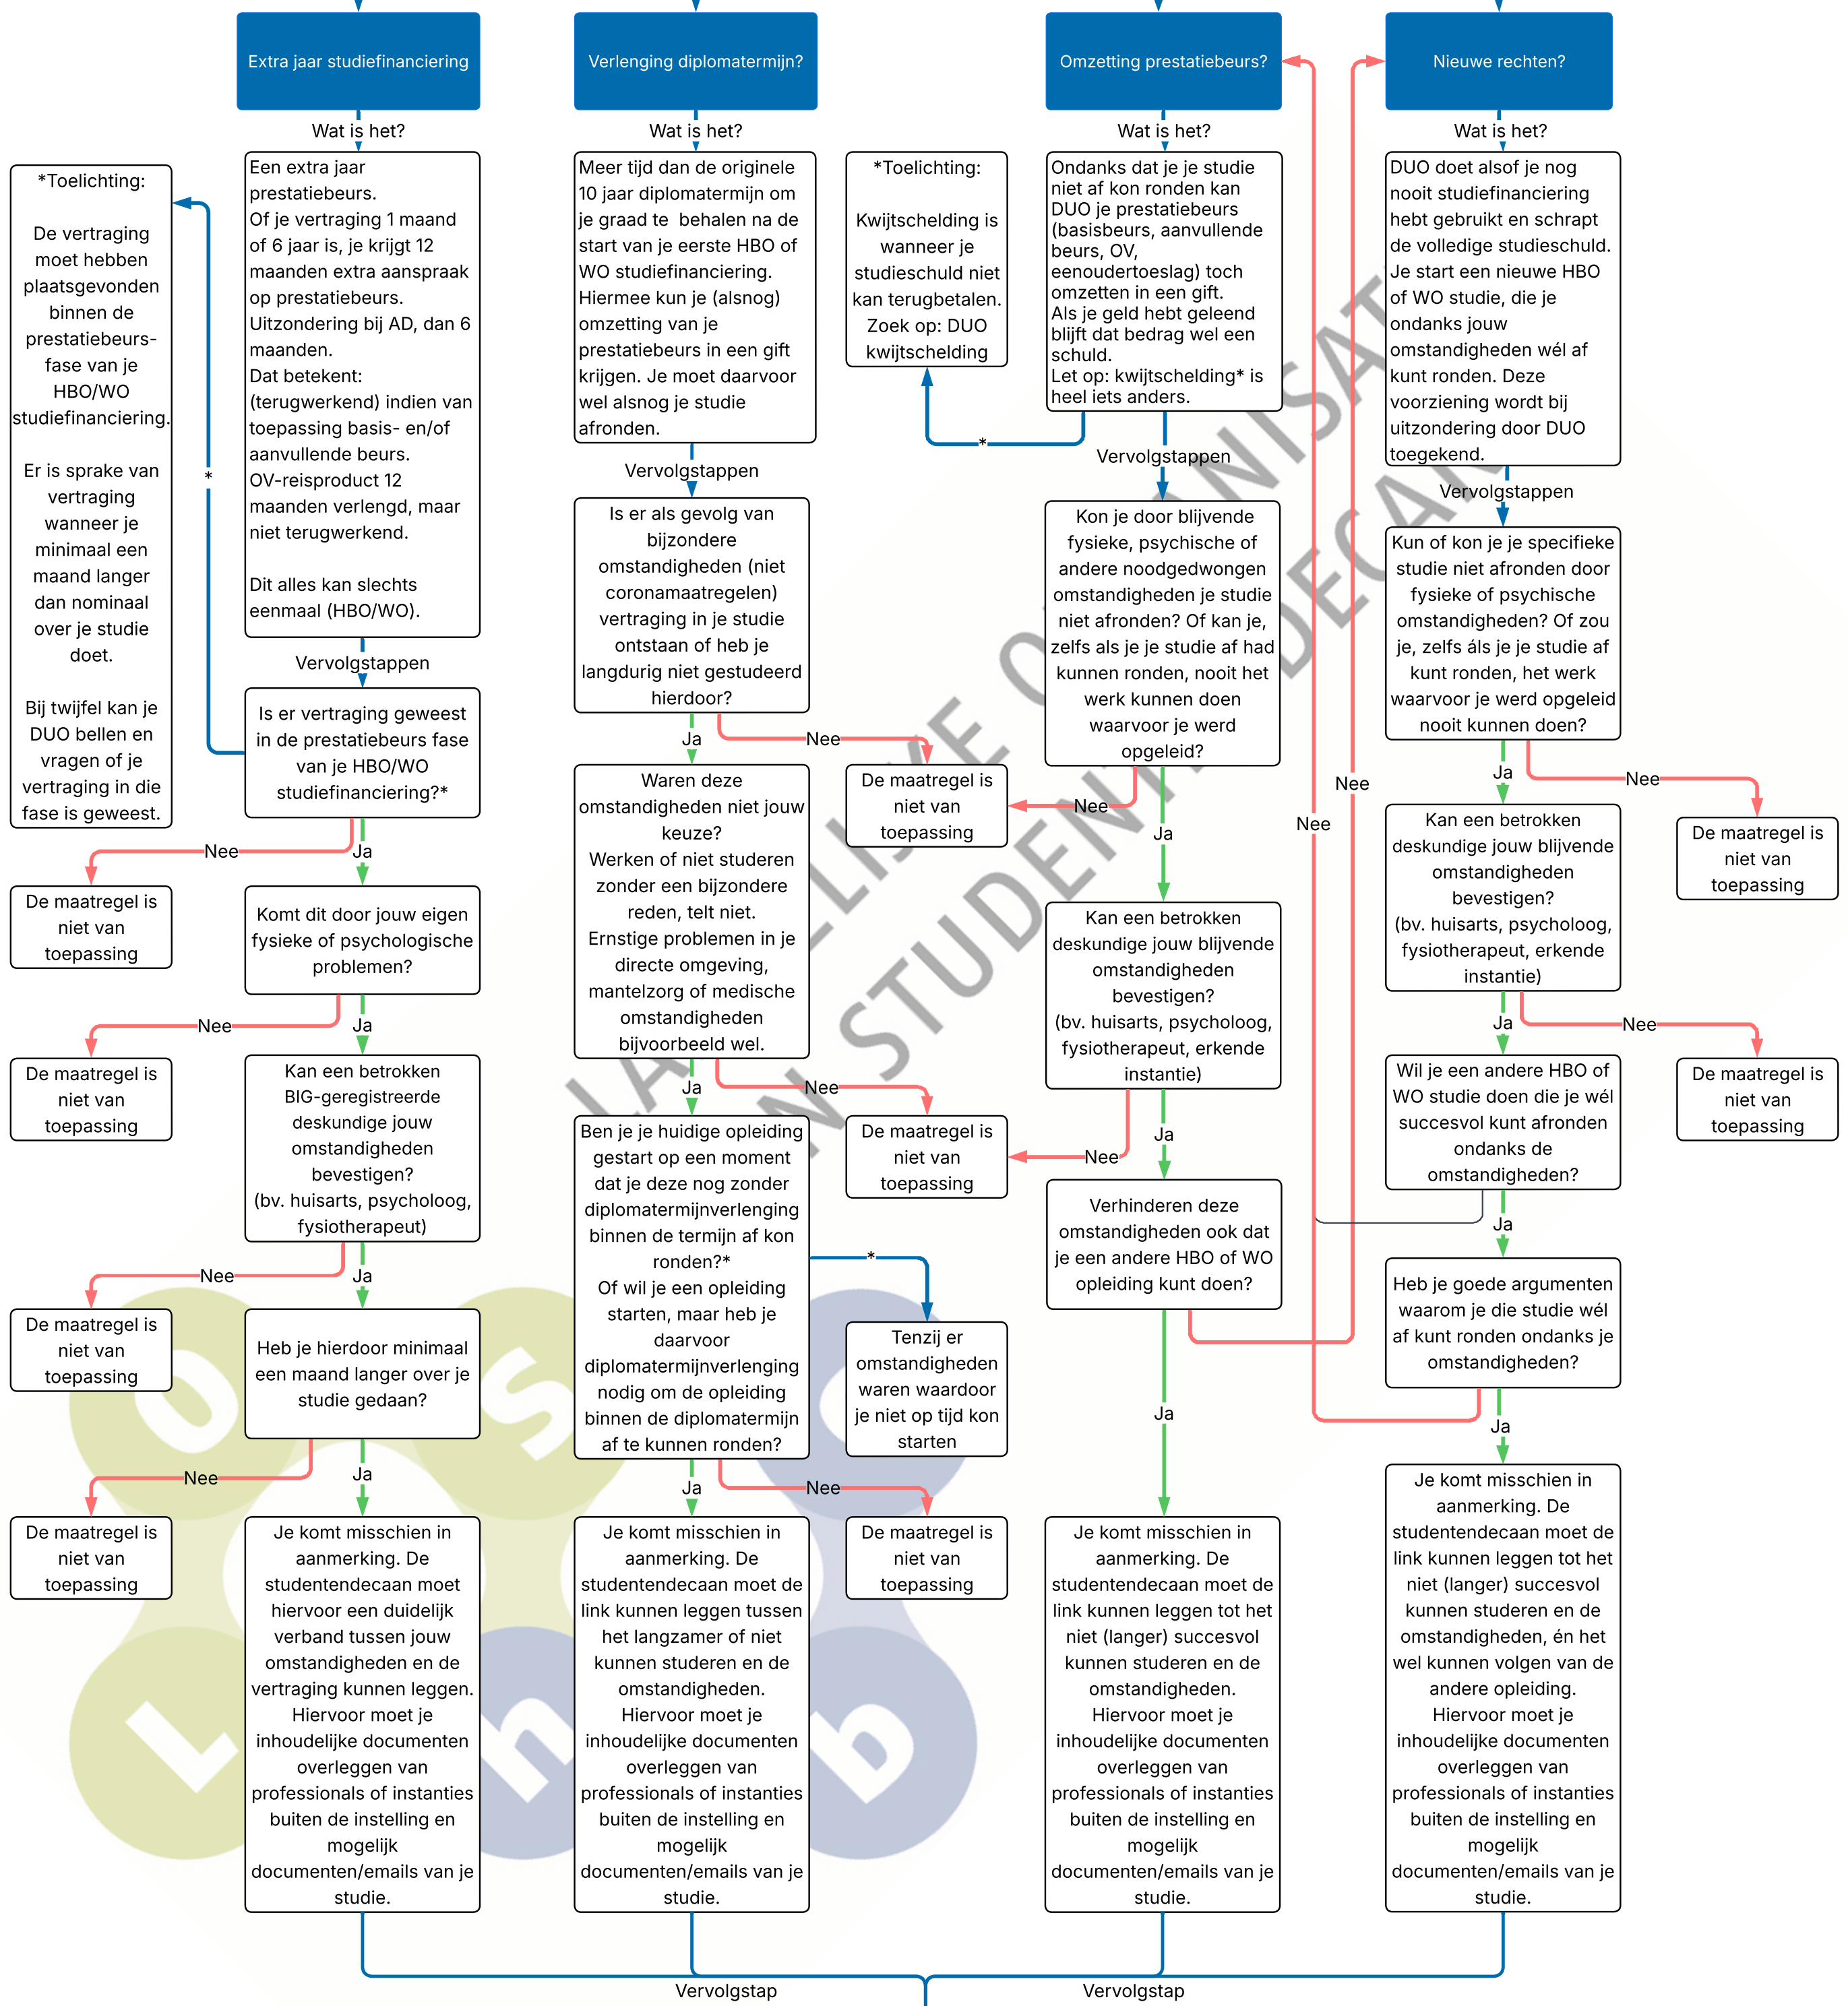 Extra jaar studiefinanciering
Wat is het?
Een extra jaar
prestatiebeurs.
Of je vertraging 1 maand
of 6 jaar is, je krijgt 12
maanden extra aanspraak
op prestatiebeurs.
Uitzondering bij AD, dan 6
maanden.
Dat betekent:
(terugwerkend) indien van
toepassing basis- en/of
aanvullende beurs.
OV-reisproduct 12
maanden verlengd, maar
niet terugwerkend.
Dit alles kan slechts
eenmaal (HBO/WO).
*Toelichting:
De vertraging
moet hebben
plaatsgevonden
binnen de
prestatiebeurs-
fase van je
HBO/WO
studiefinanciering.
Er is sprake van
vertraging
wanneer je
minimaal een
maand langer
dan nominaal
over je studie
doet.
Bij twijfel kan je
DUO bellen en
vragen of je
vertraging in die
fase is geweest.
*
Vervolgstappen
Is er vertraging geweest
in de prestatiebeurs fase
van je HBO/WO
studiefinanciering?*
Nee
Ja
De maatregel is
niet van
toepassing
Komt dit door jouw eigen
fysieke of psychologische
problemen?
Nee
Ja
De maatregel is
niet van
toepassing
Kan een betrokken
BIG-geregistreerde
deskundige jouw
omstandigheden
bevestigen?
(bv. huisarts, psycholoog,
fysiotherapeut)
Nee
Ja
De maatregel is
niet van
toepassing
Heb je hierdoor minimaal
een maand langer over je
studie gedaan?
Nee
Ja
De maatregel is
niet van
toepassing
Je komt misschien in
aanmerking. De
studentendecaan moet
hiervoor een duidelijk
verband tussen jouw
omstandigheden en de
vertraging kunnen leggen.
Hiervoor moet je
inhoudelijke documenten
overleggen van
professionals of instanties
buiten de instelling en
mogelijk
documenten/emails van je
studie.
Verlenging diplomatermijn?
Wat is het?
Meer tijd dan de originele
10 jaar diplomatermijn om
je graad te  behalen na de
start van je eerste HBO of
WO studiefinanciering.
Hiermee kun je (alsnog)
omzetting van je
prestatiebeurs in een gift
krijgen. Je moet daarvoor
wel alsnog je studie
afronden.
Vervolgstappen
Is er als gevolg van
bijzondere
omstandigheden (niet
coronamaatregelen)
vertraging in je studie
ontstaan of heb je
langdurig niet gestudeerd
hierdoor?
Ja
Nee
De maatregel is
niet van
toepassing
Waren deze
omstandigheden niet jouw
keuze?
Werken of niet studeren
zonder een bijzondere
reden, telt niet.
Ernstige problemen in je
directe omgeving,
mantelzorg of medische
omstandigheden
bijvoorbeeld wel.
Ja
Nee
De maatregel is
niet van
toepassing
Ben je je huidige opleiding
gestart op een moment
dat je deze nog zonder
diplomatermijnverlenging
binnen de termijn af kon
ronden?*
Of wil je een opleiding
starten, maar heb je
daarvoor
diplomatermijnverlenging
nodig om de opleiding
binnen de diplomatermijn
af te kunnen ronden?
*
Tenzij er
omstandigheden
waren waardoor
je niet op tijd kon
starten
Ja
Nee
De maatregel is
niet van
toepassing
Je komt misschien in
aanmerking. De
studentendecaan moet de
link kunnen leggen tussen
het langzamer of niet
kunnen studeren en de
omstandigheden.
Hiervoor moet je
inhoudelijke documenten
overleggen van
professionals of instanties
buiten de instelling en
mogelijk
documenten/emails van je
studie.
Omzetting prestatiebeurs?
Wat is het?
*Toelichting:
Kwijtschelding is
wanneer je
studieschuld niet
kan terugbetalen.
Zoek op: DUO
kwijtschelding
Ondanks dat je je studie
niet af kon ronden kan
DUO je prestatiebeurs
(basisbeurs, aanvullende
beurs, OV,
eenoudertoeslag) toch
omzetten in een gift.
Als je geld hebt geleend
blijft dat bedrag wel een
schuld.
Let op: kwijtschelding* is
heel iets anders.
*
Vervolgstappen
Kon je door blijvende
fysieke, psychische of
andere noodgedwongen
omstandigheden je studie
niet afronden? Of kan je,
zelfs als je je studie af had
kunnen ronden, nooit het
werk kunnen doen
waarvoor je werd
opgeleid?
Nee
Ja
Kan een betrokken
deskundige jouw blijvende
omstandigheden
bevestigen?
(bv. huisarts, psycholoog,
fysiotherapeut, erkende
instantie)
Nee
Ja
Verhinderen deze
omstandigheden ook dat
je een andere HBO of WO
opleiding kunt doen?
Nee
Ja
Je komt misschien in
aanmerking. De
studentendecaan moet de
link kunnen leggen tot het
niet (langer) succesvol
kunnen studeren en de
omstandigheden.
Hiervoor moet je
inhoudelijke documenten
overleggen van
professionals of instanties
buiten de instelling en
mogelijk
documenten/emails van je
studie.
Nieuwe rechten?
Wat is het?
DUO doet alsof je nog
nooit studiefinanciering
hebt gebruikt en schrapt
de volledige studieschuld.
Je start een nieuwe HBO
of WO studie, die je
ondanks jouw
omstandigheden wél af
kunt ronden. Deze
voorziening wordt bij
uitzondering door DUO
toegekend.
Vervolgstappen
Kun of kon je je specifieke
studie niet afronden door
fysieke of psychische
omstandigheden? Of zou
je, zelfs áls je je studie af
kunt ronden, het werk
waarvoor je werd opgeleid
nooit kunnen doen?
Ja
Nee
De maatregel is
niet van
toepassing
Kan een betrokken
deskundige jouw blijvende
omstandigheden
bevestigen?
(bv. huisarts, psycholoog,
fysiotherapeut, erkende
instantie)
Ja
Nee
De maatregel is
niet van
toepassing
Wil je een andere HBO of
WO studie doen die je wél
succesvol kunt afronden
ondanks de
omstandigheden?
Nee
Ja
Heb je goede argumenten
waarom je die studie wél
af kunt ronden ondanks je
omstandigheden?
Ja
Je komt misschien in
aanmerking. De
studentendecaan moet de
link kunnen leggen tot het
niet (langer) succesvol
kunnen studeren en de
omstandigheden, én het
wel kunnen volgen van de
andere opleiding.
Hiervoor moet je
inhoudelijke documenten
overleggen van
professionals of instanties
buiten de instelling en
mogelijk
documenten/emails van je
studie.
Vervolgstap
Vervolgstap
L
h
b
o
s